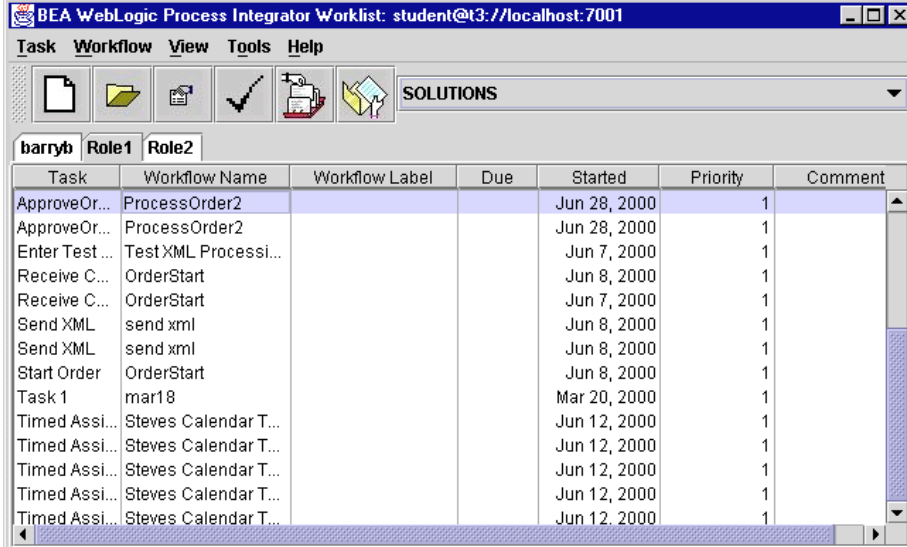 BEA WebLogic Process Integrator Worklist: student@t3://localhost:7001
Task Workflow View Tools Help
SOLUTIONS
barryb Role1 Role2
Task Workflow Name Workflow Label Due Started Priority Comment
ApproveOr... ProcessOrder2 Jun 28, 2000 1
ApproveOr... ProcessOrder2 Jun 28, 2000 1
Enter Test ... Test XML Processi... Jun 7, 2000 1
Receive C... OrderStart Jun 8, 2000 1
Receive C... OrderStart Jun 7, 2000 1
Send XML send xml Jun 8, 2000 1
Send XML send xml Jun 8, 2000 1
Start Order OrderStart Jun 8, 2000 1
Task 1 mar18 Mar 20, 2000 1
Timed Assi... Steves Calendar T... Jun 12, 2000 1
Timed Assi... Steves Calendar T... Jun 12, 2000 1
Timed Assi... Steves Calendar T... Jun 12, 2000 1
Timed Assi... Steves Calendar T... Jun 12, 2000 1
Timed Assi... Steves Calendar T... Jun 12, 2000 1